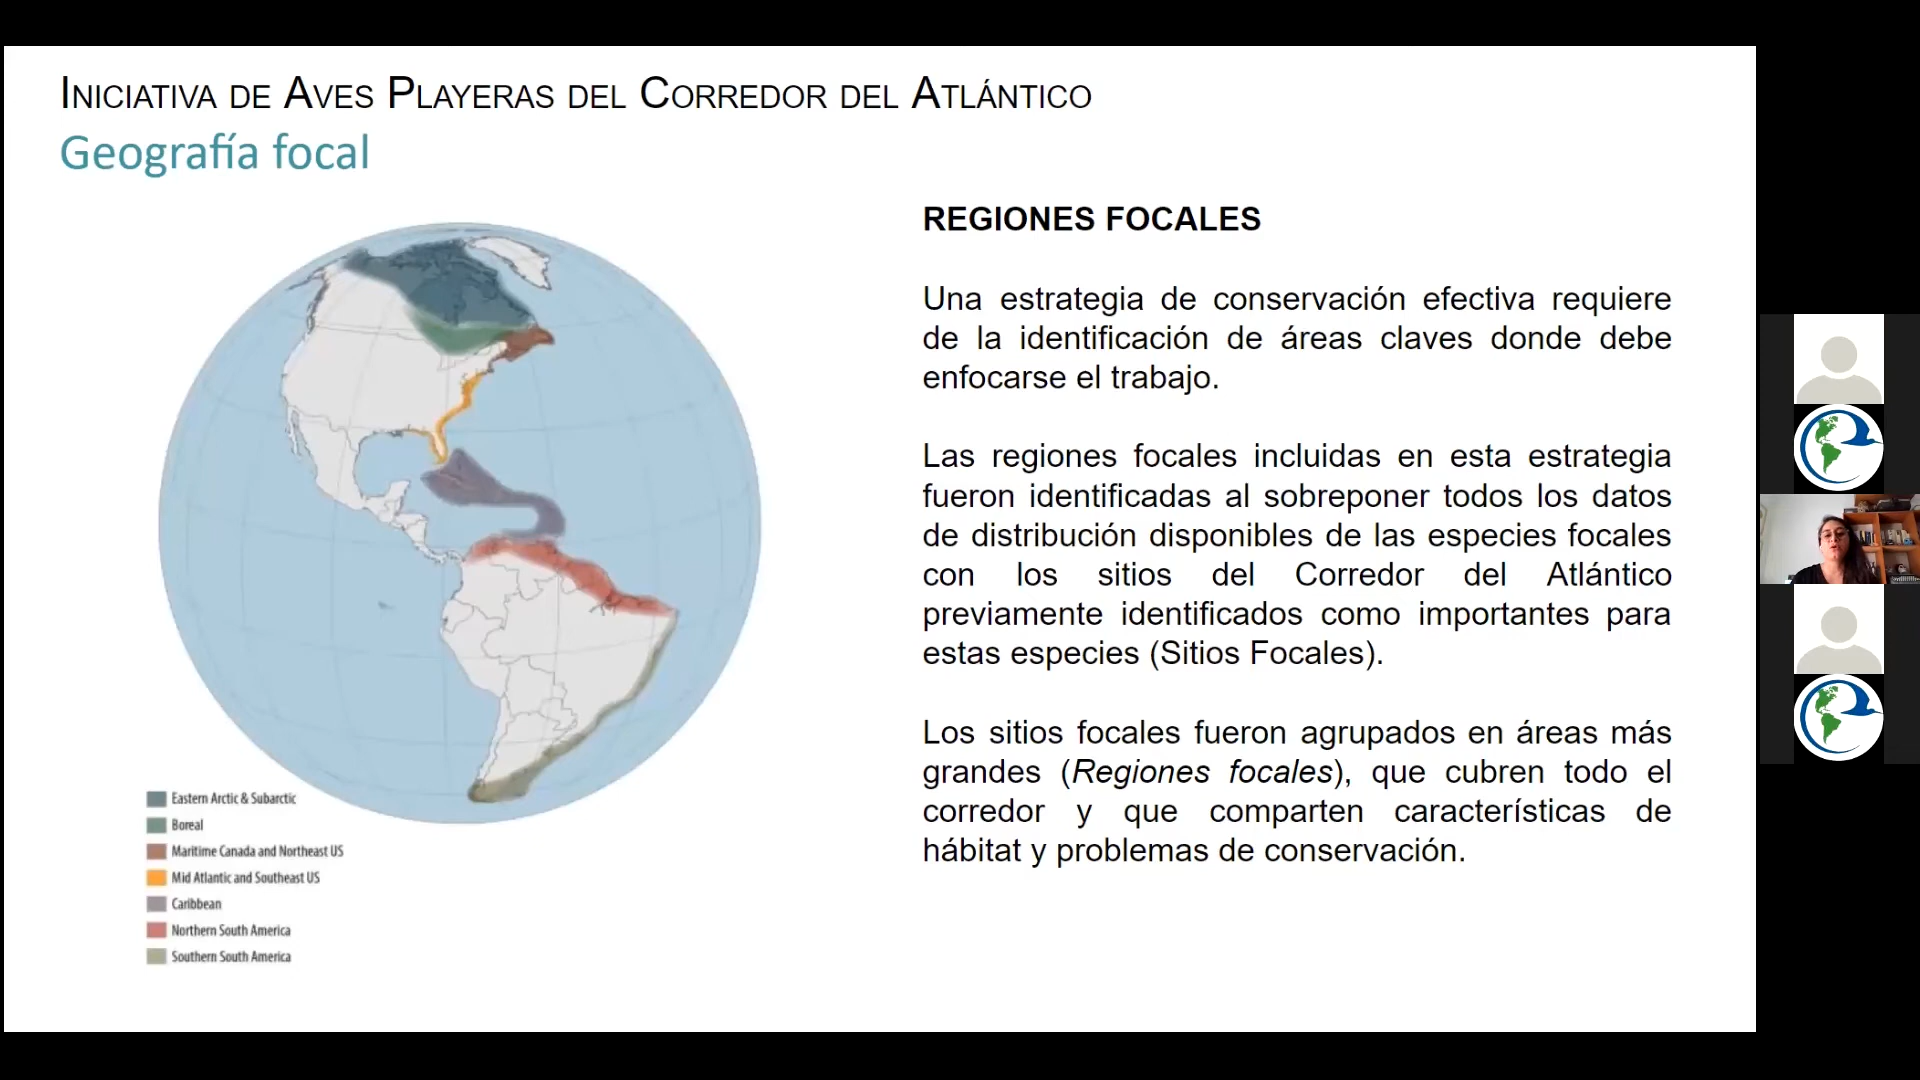 INICIATIVA DE AVES PLAYERAS DEL CORREDOR DEL ATLÁNTICO
Geografía focal
REGIONES FOCALES
Una estrategia de conservación efectiva requiere
de la identificación de áreas claves donde debe
enfocarse el trabajo.
Las regiones focales incluidas en esta estrategia
fueron identificadas al sobreponer todos los datos
de distribución disponibles de las especies focales
con los sitios del Corredor del Atlántico
previamente identificados como importantes para
estas especies (Sitios Focales).
Los sitios focales fueron agrupados en áreas más
grandes (Regiones focales), que cubren todo el
corredor y que comparten características de
hábitat y problemas de conservación.
Eastern Arctic & Subarctic
Boreal
Maritime Canada and Northeast US
Mid Atlantic and Southeast US
Caribbean
Northern South America
Southern South America